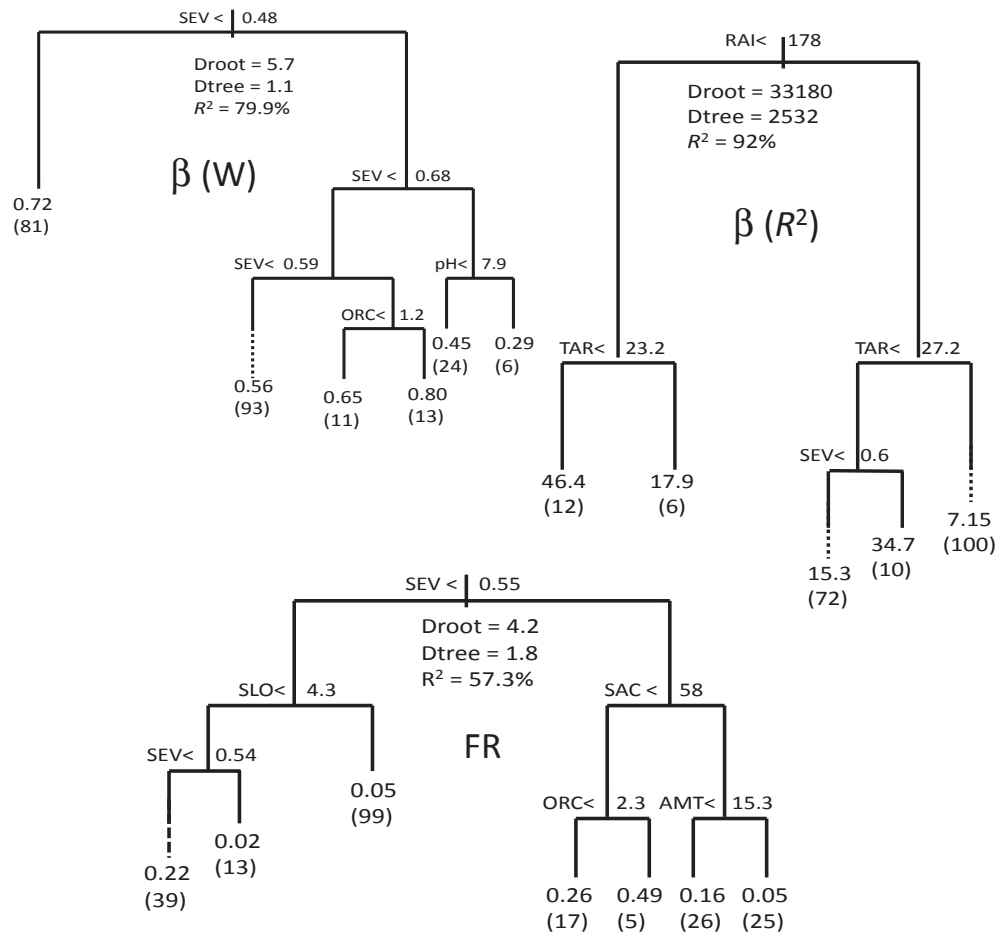 SEV < 0.48
Droot = 5.7
Dtree = 1.1
R² = 79.9%
β (W)
0.72
(81)
SEV < 0.68
SEV< 0.59
pH< 7.9
ORC< 1.2
0.56
(93)
0.65
(11)
0.80
(13)
0.45
(24)
0.29
(6)
RAI< 178
Droot = 33180
Dtree = 2532
R² = 92%
β (R²)
TAR< 23.2
TAR< 27.2
46.4
(12)
17.9
(6)
SEV< 0.6
15.3
(72)
34.7
(10)
7.15
(100)
SEV < 0.55
Droot = 4.2
Dtree = 1.8
R² = 57.3%
FR
SLO< 4.3
SAC < 58
SEV< 0.54
0.05
(99)
0.22
(39)
0.02
(13)
ORC< 2.3
AMT< 15.3
0.26
(17)
0.49
(5)
0.16
(26)
0.05
(25)